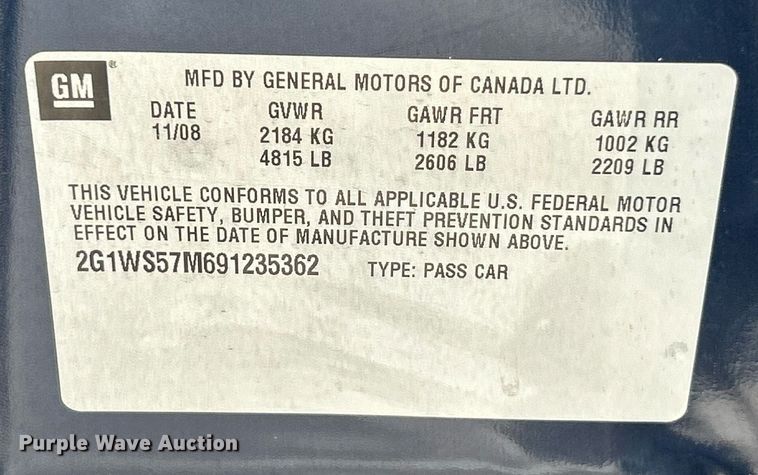 GM®
MFD BY GENERAL MOTORS OF CANADA LTD.
DATE GVWR GAWR FRT GAWR RR
11/08 2184 KG 1182 KG 1002 KG
4815 LB 2606 LB 2209 LB
THIS VEHICLE CONFORMS TO ALL APPLICABLE U.S. FEDERAL MOTOR
VEHICLE SAFETY, BUMPER, AND THEFT PREVENTION STANDARDS IN
EFFECT ON THE DATE OF MANUFACTURE SHOWN ABOVE.
2G1WS57M691235362 TYPE: PASS CAR
Purple Wave Auction